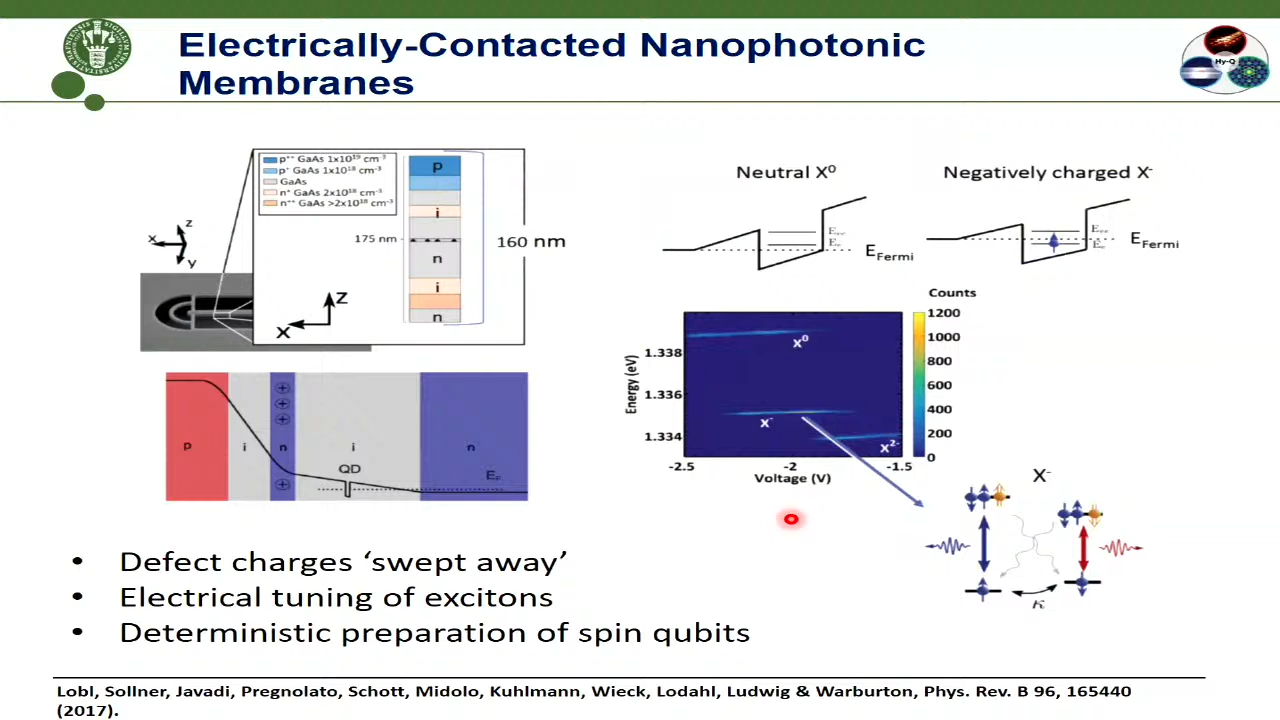 Electrically-Contacted Nanophotonic
Membranes
Hy-Q
p⁺⁺ GaAs 1x10¹⁹ cm⁻³
p⁺ GaAs 1x10¹⁸ cm⁻³
GaAs
n⁺ GaAs 2x10¹⁸ cm⁻³
n⁺⁺ GaAs >2x10¹⁸ cm⁻³
p
i
n
i
n
175 nm
160 nm
x
z
y
z
x
p
i
n
i
n
QD
E_F
Neutral X⁰
Negatively charged X⁻
E_Fermi
E_Fermi
Counts
1200
1000
800
600
400
200
0
Energy (eV)
1.338
1.336
1.334
X⁰
X⁻
X²⁻
-2.5
-2
-1.5
Voltage (V)
X⁻
κ
• Defect charges ‘swept away’
• Electrical tuning of excitons
• Deterministic preparation of spin qubits
Lobl, Sollner, Javadi, Pregnolato, Schott, Midolo, Kuhlmann, Wieck, Lodahl, Ludwig & Warburton, Phys. Rev. B 96, 165440
(2017).